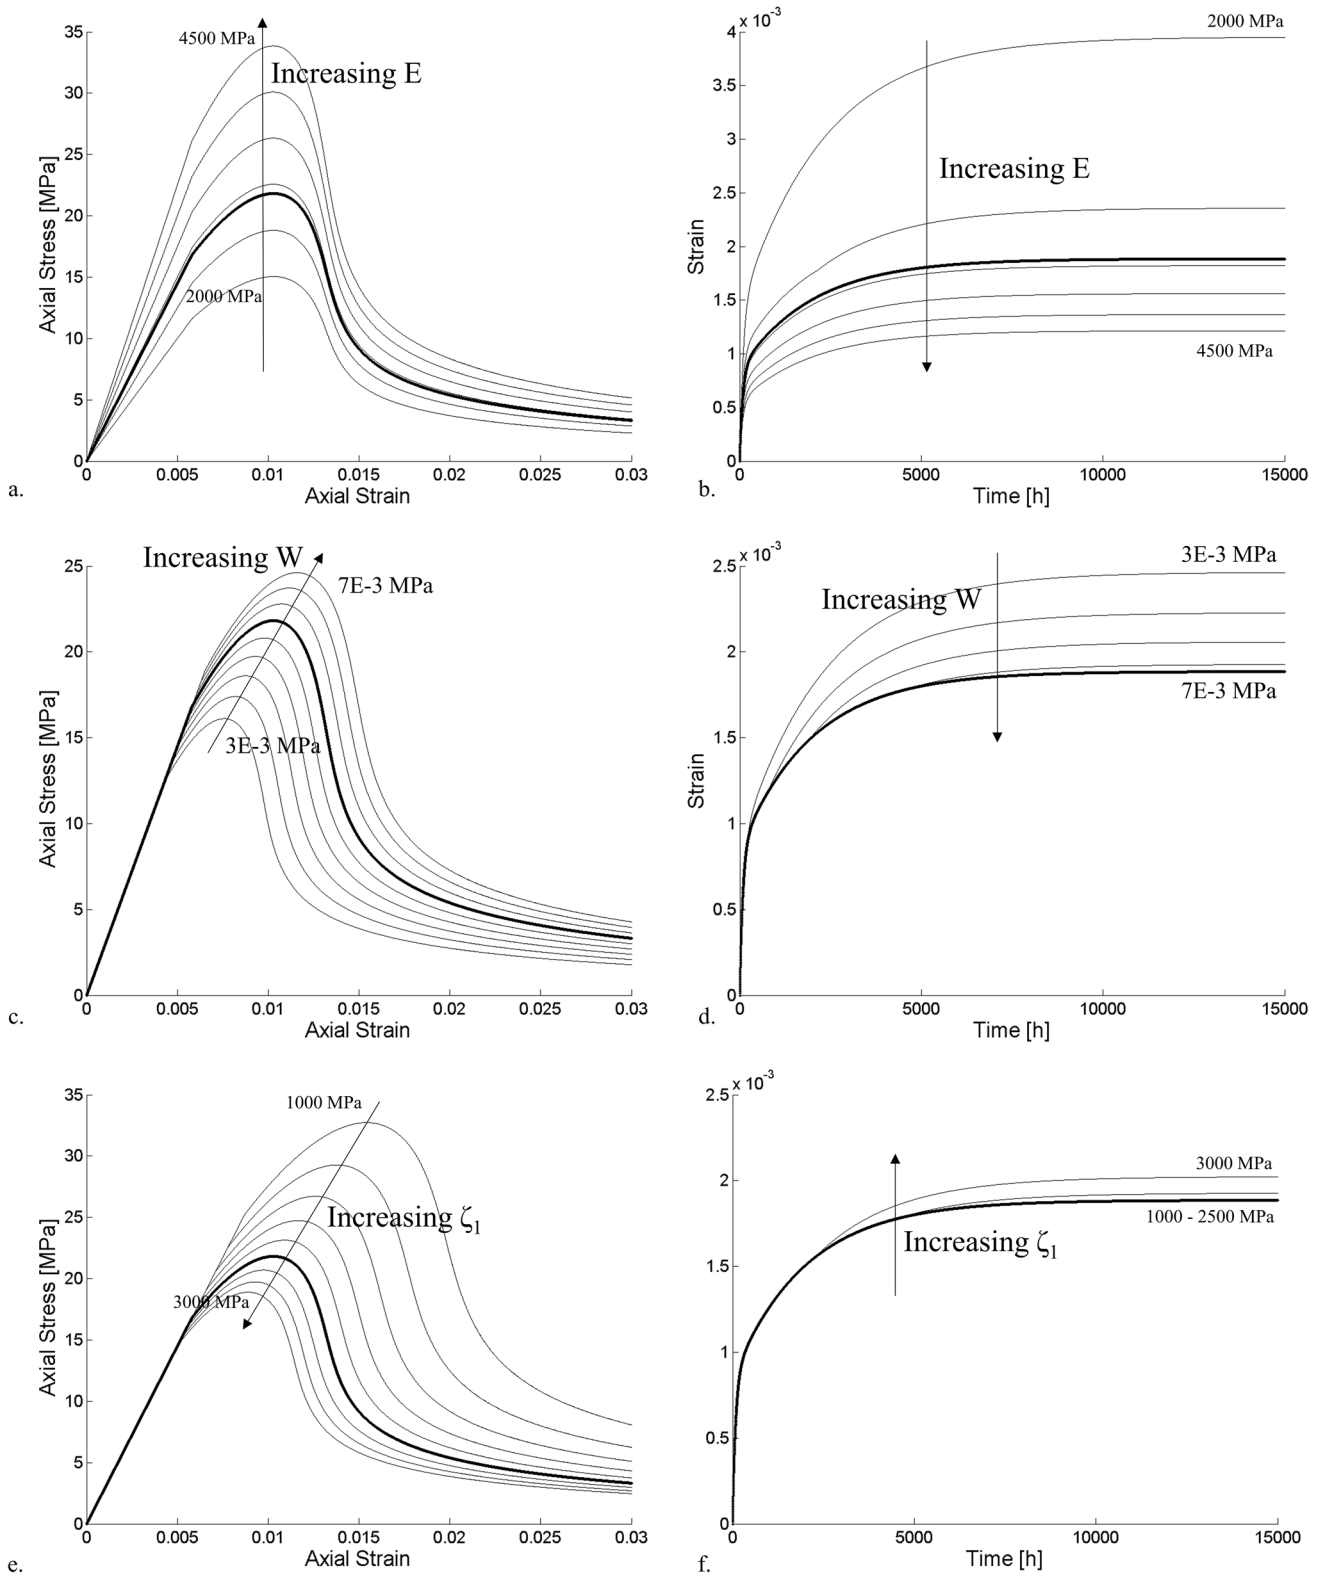 4500 MPa
Increasing E
2000 MPa
35
30
25
20
15
10
5
0
Axial Stress [MPa]
0 0.005 0.01 0.015 0.02 0.025 0.03
Axial Strain
a.
x 10-3
2000 MPa
Increasing E
4500 MPa
4
3.5
3
2.5
2
1.5
1
0.5
0
Strain
0 5000 10000 15000
Time [h]
b.
Increasing W
7E-3 MPa
3E-3 MPa
25
20
15
10
5
0
Axial Stress [MPa]
0 0.005 0.01 0.015 0.02 0.025 0.03
Axial Strain
c.
x 10-3
3E-3 MPa
Increasing W
7E-3 MPa
2.5
2
1.5
1
0.5
0
Strain
0 5000 10000 15000
Time [h]
d.
1000 MPa
Increasing ζ1
3000 MPa
35
30
25
20
15
10
5
0
Axial Stress [MPa]
0 0.005 0.01 0.015 0.02 0.025 0.03
Axial Strain
e.
x 10-3
3000 MPa
1000 - 2500 MPa
Increasing ζ1
2.5
2
1.5
1
0.5
0
0 5000 10000 15000
Time [h]
f.